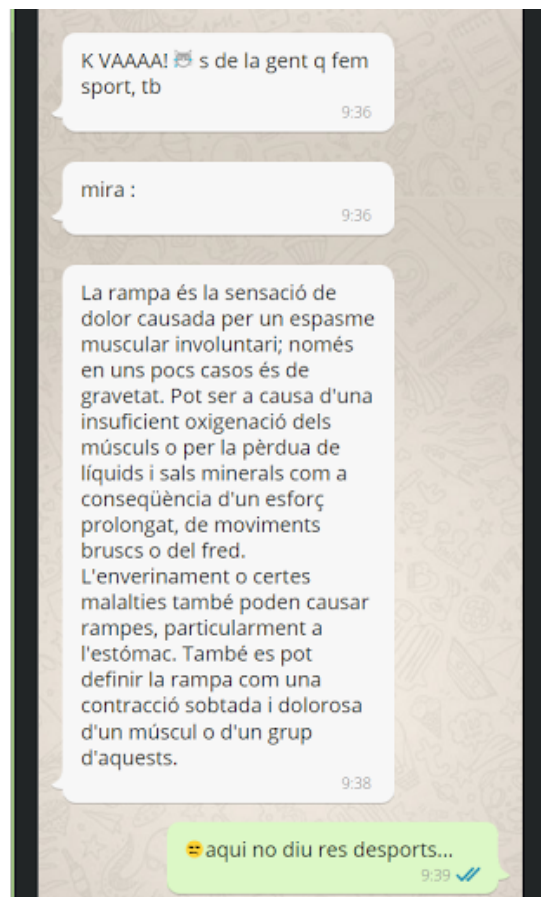 K VAAAA! 😹 s de la gent q fem
sport, tb
9:36
mira :
9:36
La rampa és la sensació de
dolor causada per un espasme
muscular involuntari; només
en uns pocs casos és de
gravetat. Pot ser a causa d'una
insuficient oxigenació dels
músculs o per la pèrdua de
líquids i sals minerals com a
conseqüència d'un esforç
prolongat, de moviments
bruscs o del fred.
L'enverinament o certes
malalties també poden causar
rampes, particularment a
l'estómac. També es pot
definir la rampa com una
contracció sobtada i dolorosa
d'un múscul o d'un grup
d'aquests.
9:38
😒aqui no diu res desports...
9:39